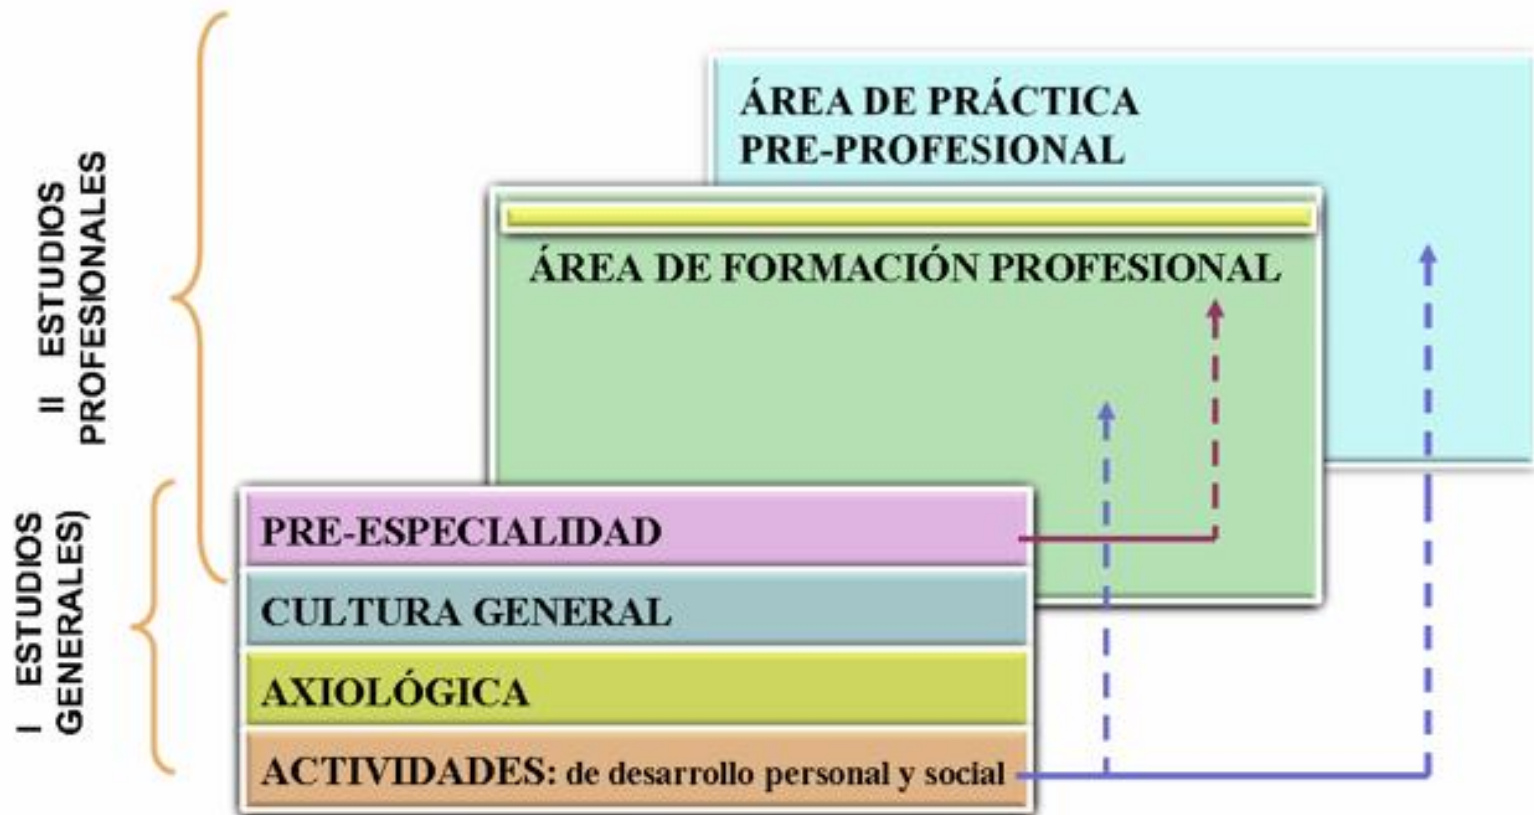 ÁREA DE PRÁCTICA
PRE-PROFESIONAL
ÁREA DE FORMACIÓN PROFESIONAL
II ESTUDIOS
PROFESIONALES
PRE-ESPECIALIDAD
CULTURA GENERAL
AXIOLÓGICA
ACTIVIDADES: de desarrollo personal y social
I ESTUDIOS
GENERALES)